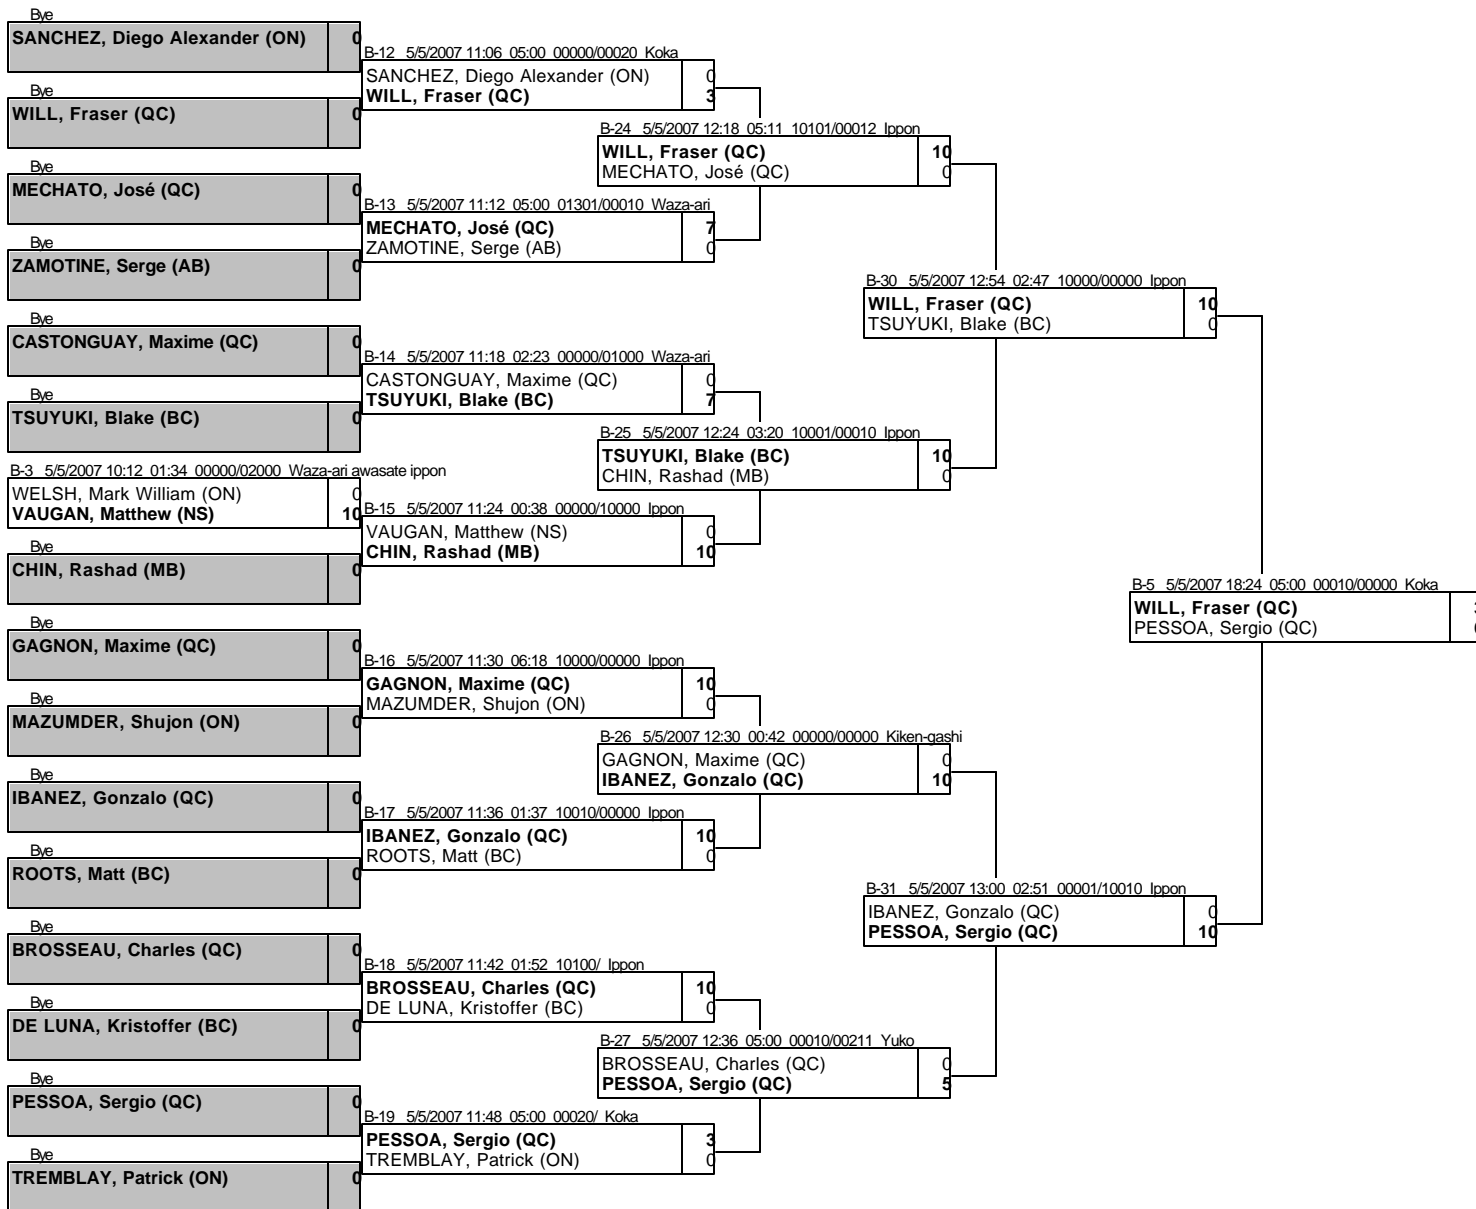 Bye
SANCHEZ, Diego Alexander (ON) 0
Bye
WILL, Fraser (QC) 0
Bye
MECHATO, José (QC) 0
Bye
ZAMOTINE, Serge (AB) 0
Bye
CASTONGUAY, Maxime (QC) 0
Bye
TSUYUKI, Blake (BC) 0
B-3 5/5/2007 10:12 01:34 00000/02000 Waza-ari awasate ippon
WELSH, Mark William (ON) 0
VAUGAN, Matthew (NS) 10
Bye
CHIN, Rashad (MB) 0
Bye
GAGNON, Maxime (QC) 0
Bye
MAZUMDER, Shujon (ON) 0
Bye
IBANEZ, Gonzalo (QC) 0
Bye
ROOTS, Matt (BC) 0
Bye
BROSSEAU, Charles (QC) 0
Bye
DE LUNA, Kristoffer (BC) 0
Bye
PESSOA, Sergio (QC) 0
Bye
TREMBLAY, Patrick (ON) 0
B-12 5/5/2007 11:06 05:00 00000/00020 Koka
SANCHEZ, Diego Alexander (ON) 0
WILL, Fraser (QC) 3
B-13 5/5/2007 11:12 05:00 01301/00010 Waza-ari
MECHATO, José (QC) 7
ZAMOTINE, Serge (AB) 0
B-14 5/5/2007 11:18 02:23 00000/01000 Waza-ari
CASTONGUAY, Maxime (QC) 0
TSUYUKI, Blake (BC) 7
B-15 5/5/2007 11:24 00:38 00000/10000 Ippon
VAUGAN, Matthew (NS) 0
CHIN, Rashad (MB) 10
B-16 5/5/2007 11:30 06:18 10000/00000 Ippon
GAGNON, Maxime (QC) 10
MAZUMDER, Shujon (ON) 0
B-17 5/5/2007 11:36 01:37 10010/00000 Ippon
IBANEZ, Gonzalo (QC) 10
ROOTS, Matt (BC) 0
B-18 5/5/2007 11:42 01:52 10100/ Ippon
BROSSEAU, Charles (QC) 10
DE LUNA, Kristoffer (BC) 0
B-19 5/5/2007 11:48 05:00 00020/ Koka
PESSOA, Sergio (QC) 3
TREMBLAY, Patrick (ON) 0
B-24 5/5/2007 12:18 05:11 10101/00012 Ippon
WILL, Fraser (QC) 10
MECHATO, José (QC) 0
B-25 5/5/2007 12:24 03:20 10001/00010 Ippon
TSUYUKI, Blake (BC) 10
CHIN, Rashad (MB) 0
B-26 5/5/2007 12:30 00:42 00000/00000 Kiken-gashi
GAGNON, Maxime (QC) 0
IBANEZ, Gonzalo (QC) 10
B-27 5/5/2007 12:36 05:00 00010/00211 Yuko
BROSSEAU, Charles (QC) 0
PESSOA, Sergio (QC) 5
B-30 5/5/2007 12:54 02:47 10000/00000 Ippon
WILL, Fraser (QC) 10
TSUYUKI, Blake (BC) 0
B-31 5/5/2007 13:00 02:51 00001/10010 Ippon
IBANEZ, Gonzalo (QC) 0
PESSOA, Sergio (QC) 10
B-5 5/5/2007 18:24 05:00 00010/00000 Koka
WILL, Fraser (QC)
PESSOA, Sergio (QC)